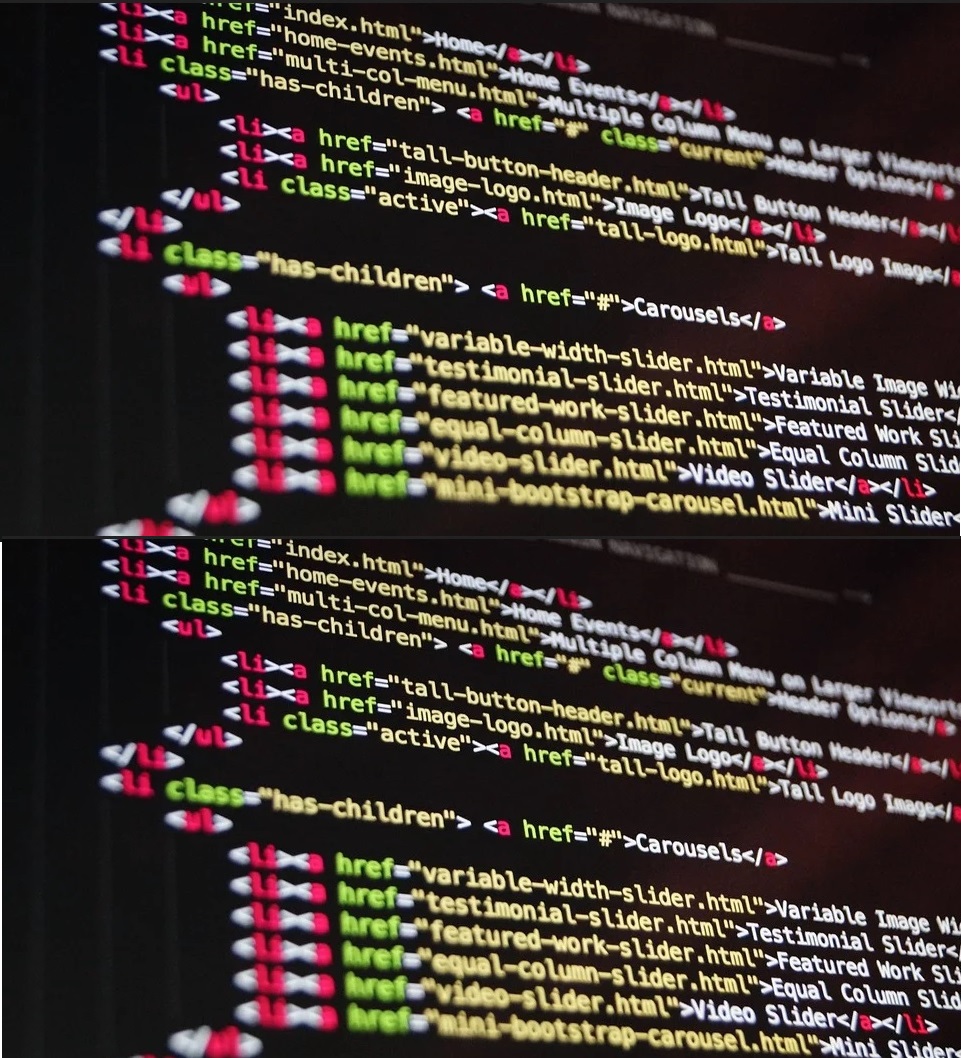 NAVIGATION
href="index.html">Home</a></li>
<li><a href="home-events.html">Home Events</a></li>
<li><a href="multi-col-menu.html">Multiple Column Menu on Larger Viewports
<li class="has-children"> <a href="#" class="current">Header Options</a>
<ul>
<li><a href="tall-button-header.html">Tall Button Header</a></li
<li><a href="image-logo.html">Image Logo</a></li>
<li class="active"><a href="tall-logo.html">Tall Logo Image</a
</ul>
</li>
<li class="has-children"> <a href="#">Carousels</a>
<ul>
<li><a href="variable-width-slider.html">Variable Image Wi
<li><a href="testimonial-slider.html">Testimonial Slider</
<li><a href="featured-work-slider.html">Featured Work Sli
<li><a href="equal-column-slider.html">Equal Column Slid
<li><a href="video-slider.html">Video Slider</a></li>
<li><a href="mini-bootstrap-carousel.html">Mini Slider<
</ul>
</li>
NAVIGATION
href="index.html">Home</a></li>
<li><a href="home-events.html">Home Events</a></li>
<li><a href="multi-col-menu.html">Multiple Column Menu on Larger Viewports
<li class="has-children"> <a href="#" class="current">Header Options</a>
<ul>
<li><a href="tall-button-header.html">Tall Button Header</a></li
<li><a href="image-logo.html">Image Logo</a></li>
<li class="active"><a href="tall-logo.html">Tall Logo Image</a
</ul>
</li>
<li class="has-children"> <a href="#">Carousels</a>
<ul>
<li><a href="variable-width-slider.html">Variable Image Wi
<li><a href="testimonial-slider.html">Testimonial Slider</
<li><a href="featured-work-slider.html">Featured Work Sli
<li><a href="equal-column-slider.html">Equal Column Slid
<li><a href="video-slider.html">Video Slider</a></li>
<li><a href="mini-bootstrap-carousel.html">Mini Slider
</ul>